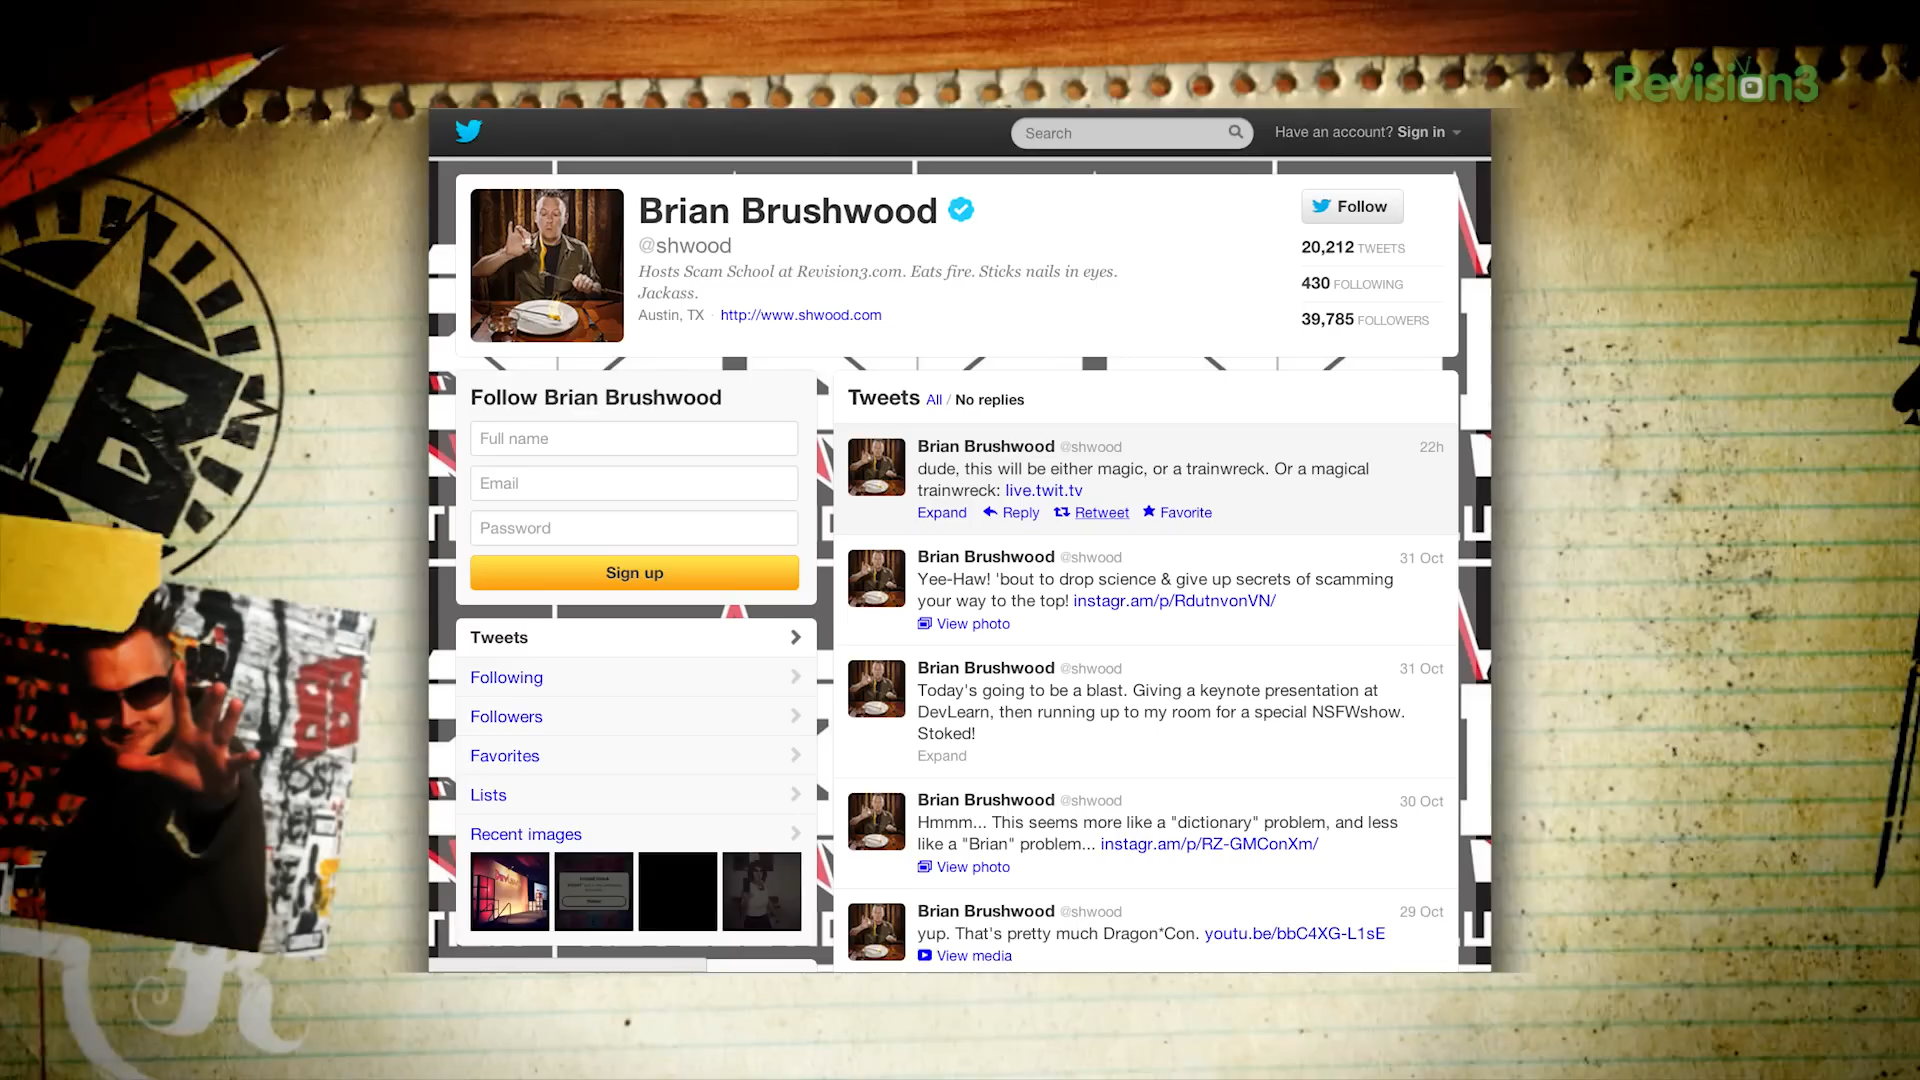 Revision3
Search
Have an account? Sign in
Brian Brushwood
@shwood
Hosts Scam School at Revision3.com. Eats fire. Sticks nails in eyes.
Jackass.
Austin, TX · http://www.shwood.com
Follow
20,212 TWEETS
430 FOLLOWING
39,785 FOLLOWERS
Follow Brian Brushwood
Full name
Email
Password
Sign up
Tweets
Following
Followers
Favorites
Lists
Recent images
Tweets All / No replies
Brian Brushwood @shwood 22h
dude, this will be either magic, or a trainwreck. Or a magical
trainwreck: live.twit.tv
Expand Reply Retweet Favorite
Brian Brushwood @shwood 31 Oct
Yee-Haw! 'bout to drop science & give up secrets of scamming
your way to the top! instagr.am/p/RdutnvonVN/
View photo
Brian Brushwood @shwood 31 Oct
Today's going to be a blast. Giving a keynote presentation at
DevLearn, then running up to my room for a special NSFWshow.
Stoked!
Expand
Brian Brushwood @shwood 30 Oct
Hmmm... This seems more like a "dictionary" problem, and less
like a "Brian" problem... instagr.am/p/RZ-GMConXm/
View photo
Brian Brushwood @shwood 29 Oct
yup. That's pretty much Dragon*Con. youtu.be/bbC4XG-L1sE
View media